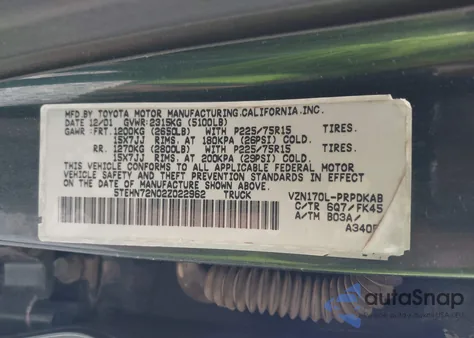 MFD. BY TOYOTA MOTOR MANUFACTURING,CALIFORNIA,INC.
DATE 12/01 GVWR:2315KG (5100LB)
GAWR:FRT. 1200KG (2650LB) WITH P225/75R15 TIRES.
15X7JJ RIMS. AT 180KPA (26PSI) COLD.
RR. 1270KG (2800LB) WITH P225/75R15 TIRES.
15X7JJ RIMS. AT 200KPA (29PSI) COLD.
THIS VEHICLE CONFORMS TO ALL APPLICABLE FEDERAL
MOTOR VEHICLE SAFETY AND THEFT PREVENTION STANDARDS IN EFFECT
ON THE DATE OF MANUFACTURE SHOWN ABOVE.
5TEHN72N02Z022962 TRUCK
VZN170L-PRPDKAB
C/TR 6Q7/FK45
A/TM B03A/
A340F
autoSnap